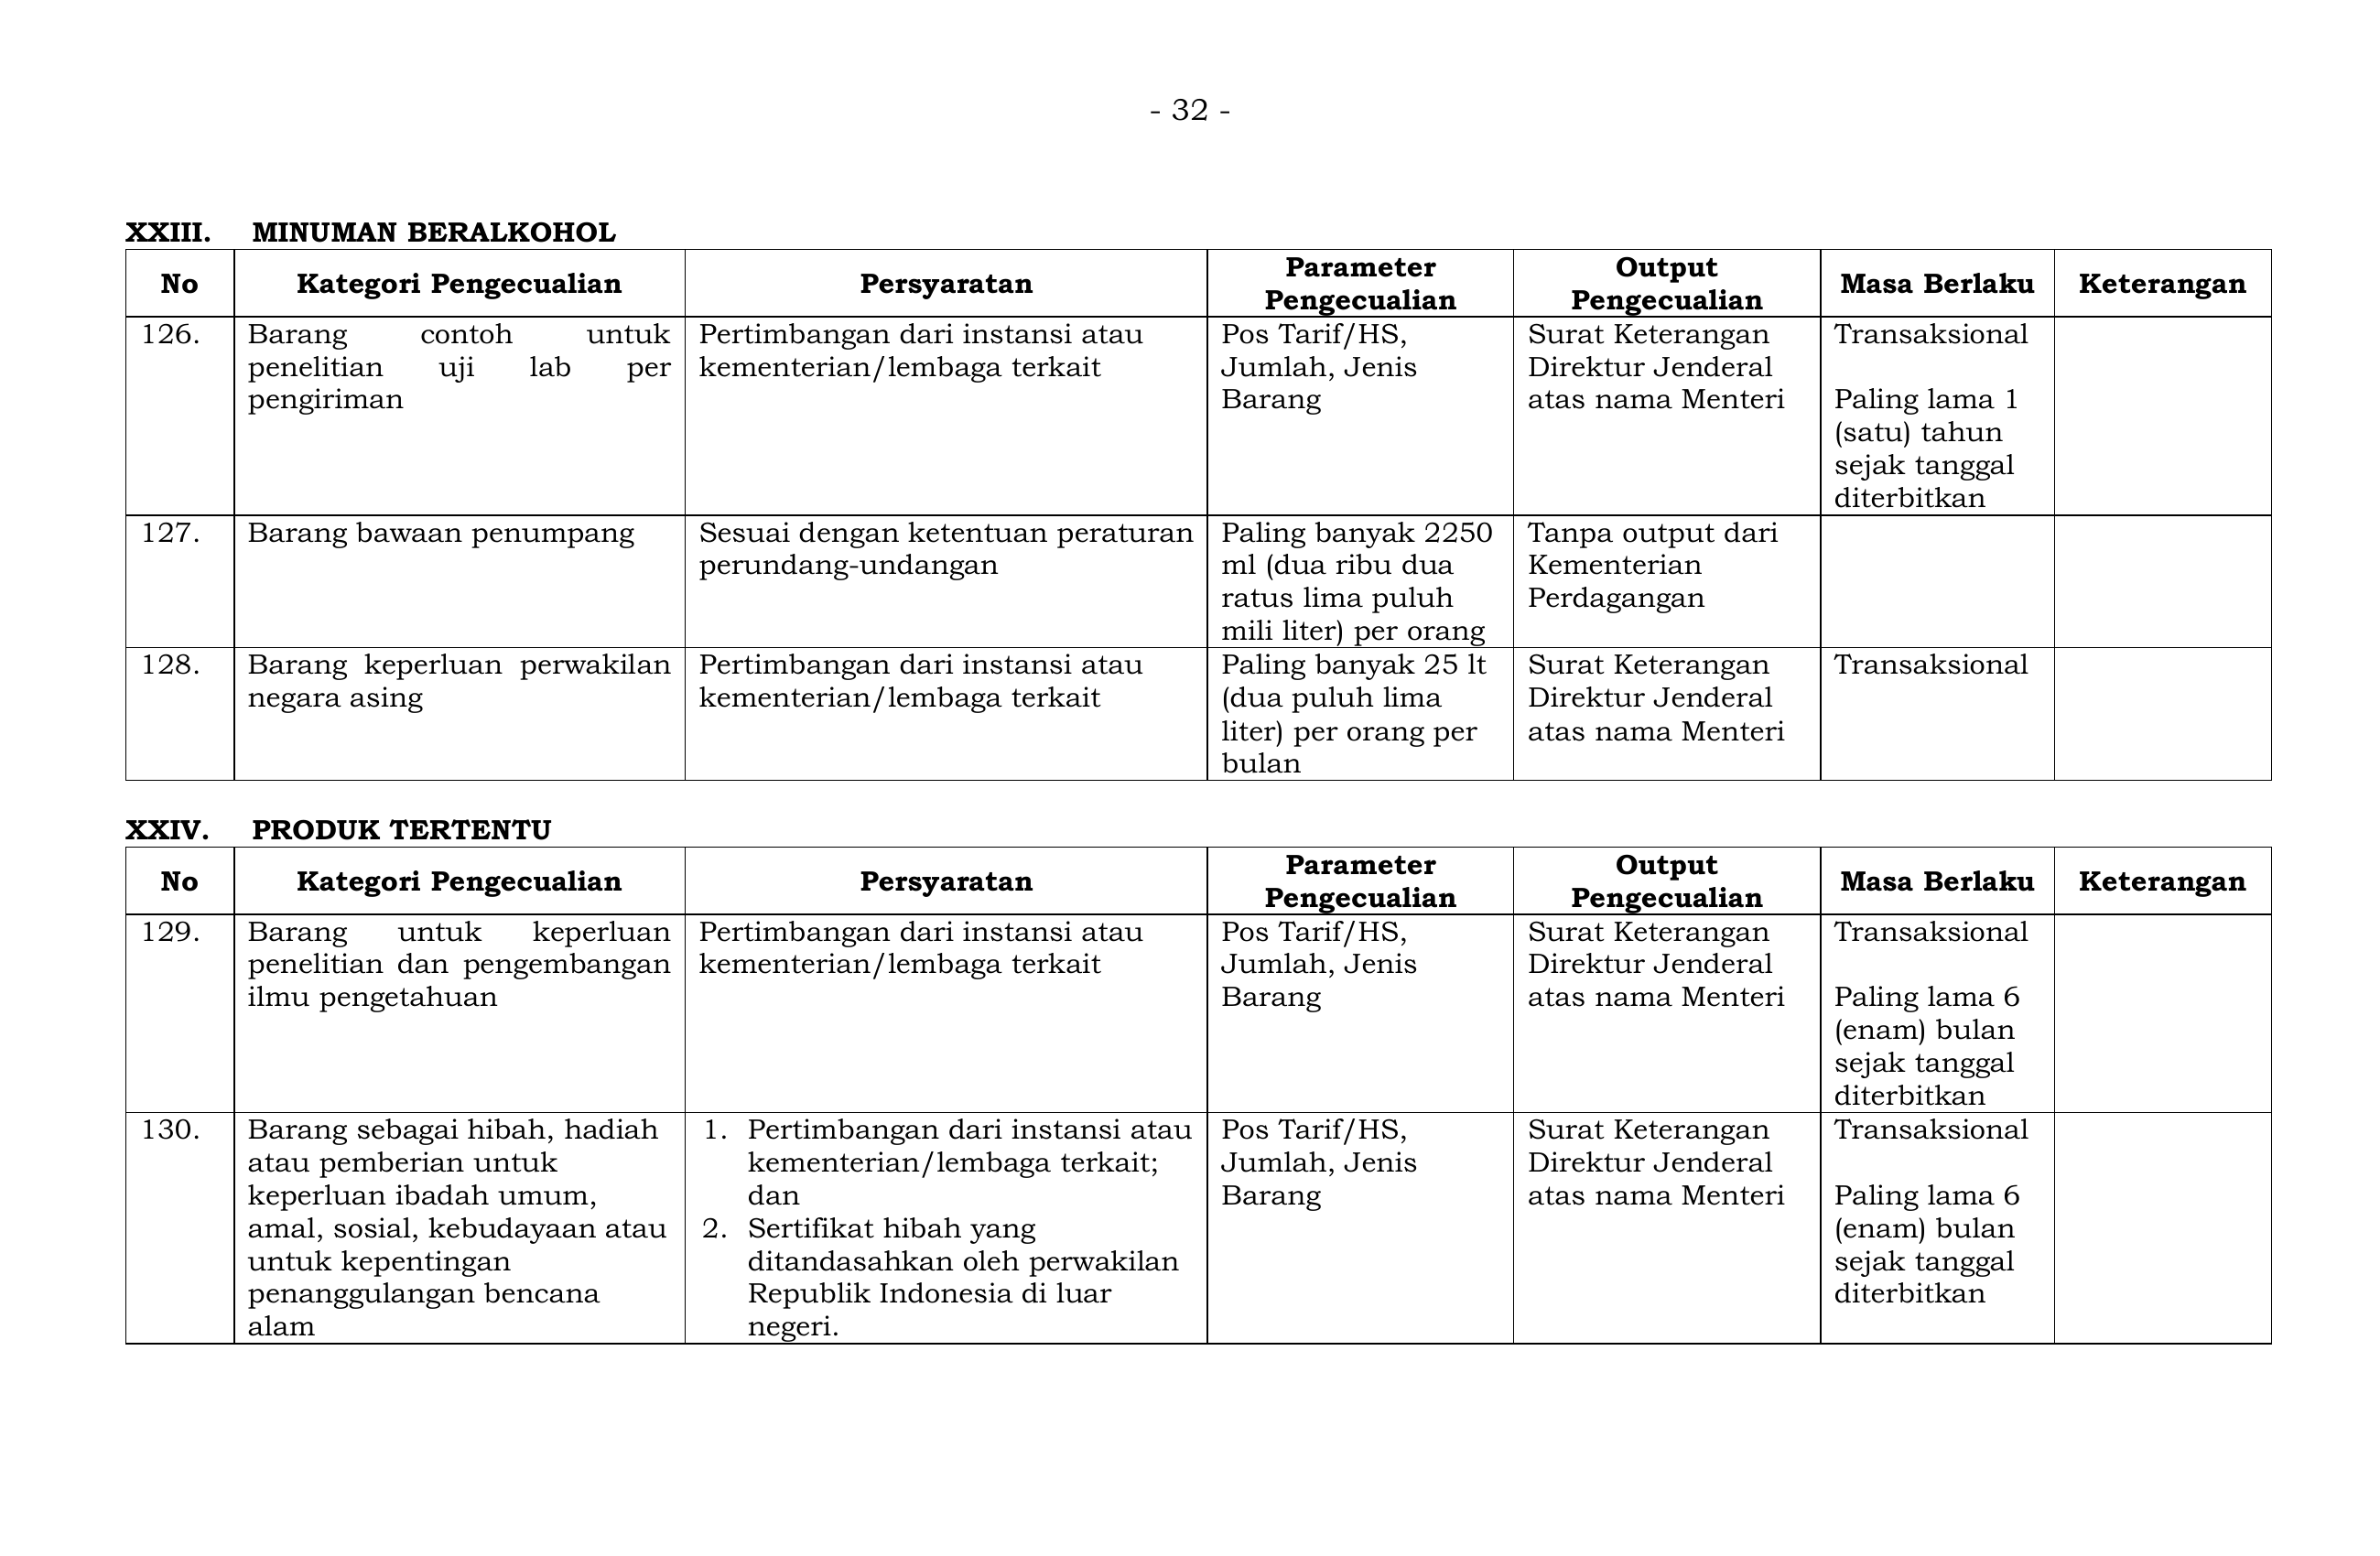 - 32 -
XXIII. MINUMAN BERALKOHOL
No Kategori Pengecualian Persyaratan Parameter Pengecualian Output Pengecualian Masa Berlaku Keterangan
126.
Barang contoh untuk
penelitian uji lab per
pengiriman
Pertimbangan dari instansi atau
kementerian/lembaga terkait
Pos Tarif/HS,
Jumlah, Jenis
Barang
Surat Keterangan
Direktur Jenderal
atas nama Menteri
Transaksional
Paling lama 1
(satu) tahun
sejak tanggal
diterbitkan
127.
Barang bawaan penumpang
Sesuai dengan ketentuan peraturan
perundang-undangan
Paling banyak 2250
ml (dua ribu dua
ratus lima puluh
mili liter) per orang
Tanpa output dari
Kementerian
Perdagangan
128.
Barang keperluan perwakilan
negara asing
Pertimbangan dari instansi atau
kementerian/lembaga terkait
Paling banyak 25 lt
(dua puluh lima
liter) per orang per
bulan
Surat Keterangan
Direktur Jenderal
atas nama Menteri
Transaksional
XXIV. PRODUK TERTENTU
No Kategori Pengecualian Persyaratan Parameter Pengecualian Output Pengecualian Masa Berlaku Keterangan
129.
Barang untuk keperluan
penelitian dan pengembangan
ilmu pengetahuan
Pertimbangan dari instansi atau
kementerian/lembaga terkait
Pos Tarif/HS,
Jumlah, Jenis
Barang
Surat Keterangan
Direktur Jenderal
atas nama Menteri
Transaksional
Paling lama 6
(enam) bulan
sejak tanggal
diterbitkan
130.
Barang sebagai hibah, hadiah
atau pemberian untuk
keperluan ibadah umum,
amal, sosial, kebudayaan atau
untuk kepentingan
penanggulangan bencana
alam
1. Pertimbangan dari instansi atau
kementerian/lembaga terkait;
dan
2. Sertifikat hibah yang
ditandasahkan oleh perwakilan
Republik Indonesia di luar
negeri.
Pos Tarif/HS,
Jumlah, Jenis
Barang
Surat Keterangan
Direktur Jenderal
atas nama Menteri
Transaksional
Paling lama 6
(enam) bulan
sejak tanggal
diterbitkan